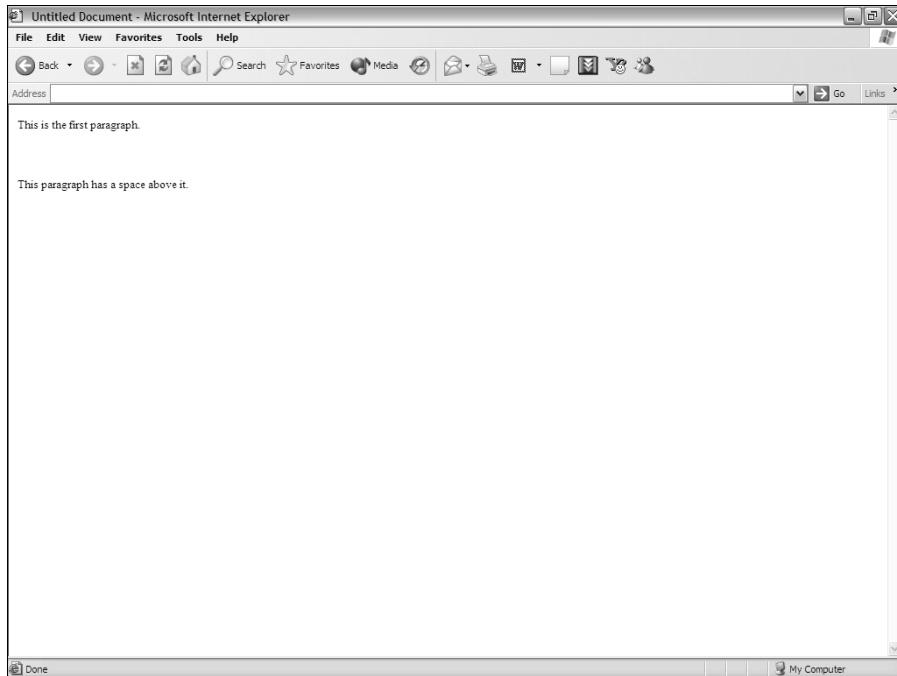 Untitled Document - Microsoft Internet Explorer
File Edit View Favorites Tools Help
Back Search Favorites Media
Address Go Links
This is the first paragraph.
This paragraph has a space above it.
Done My Computer